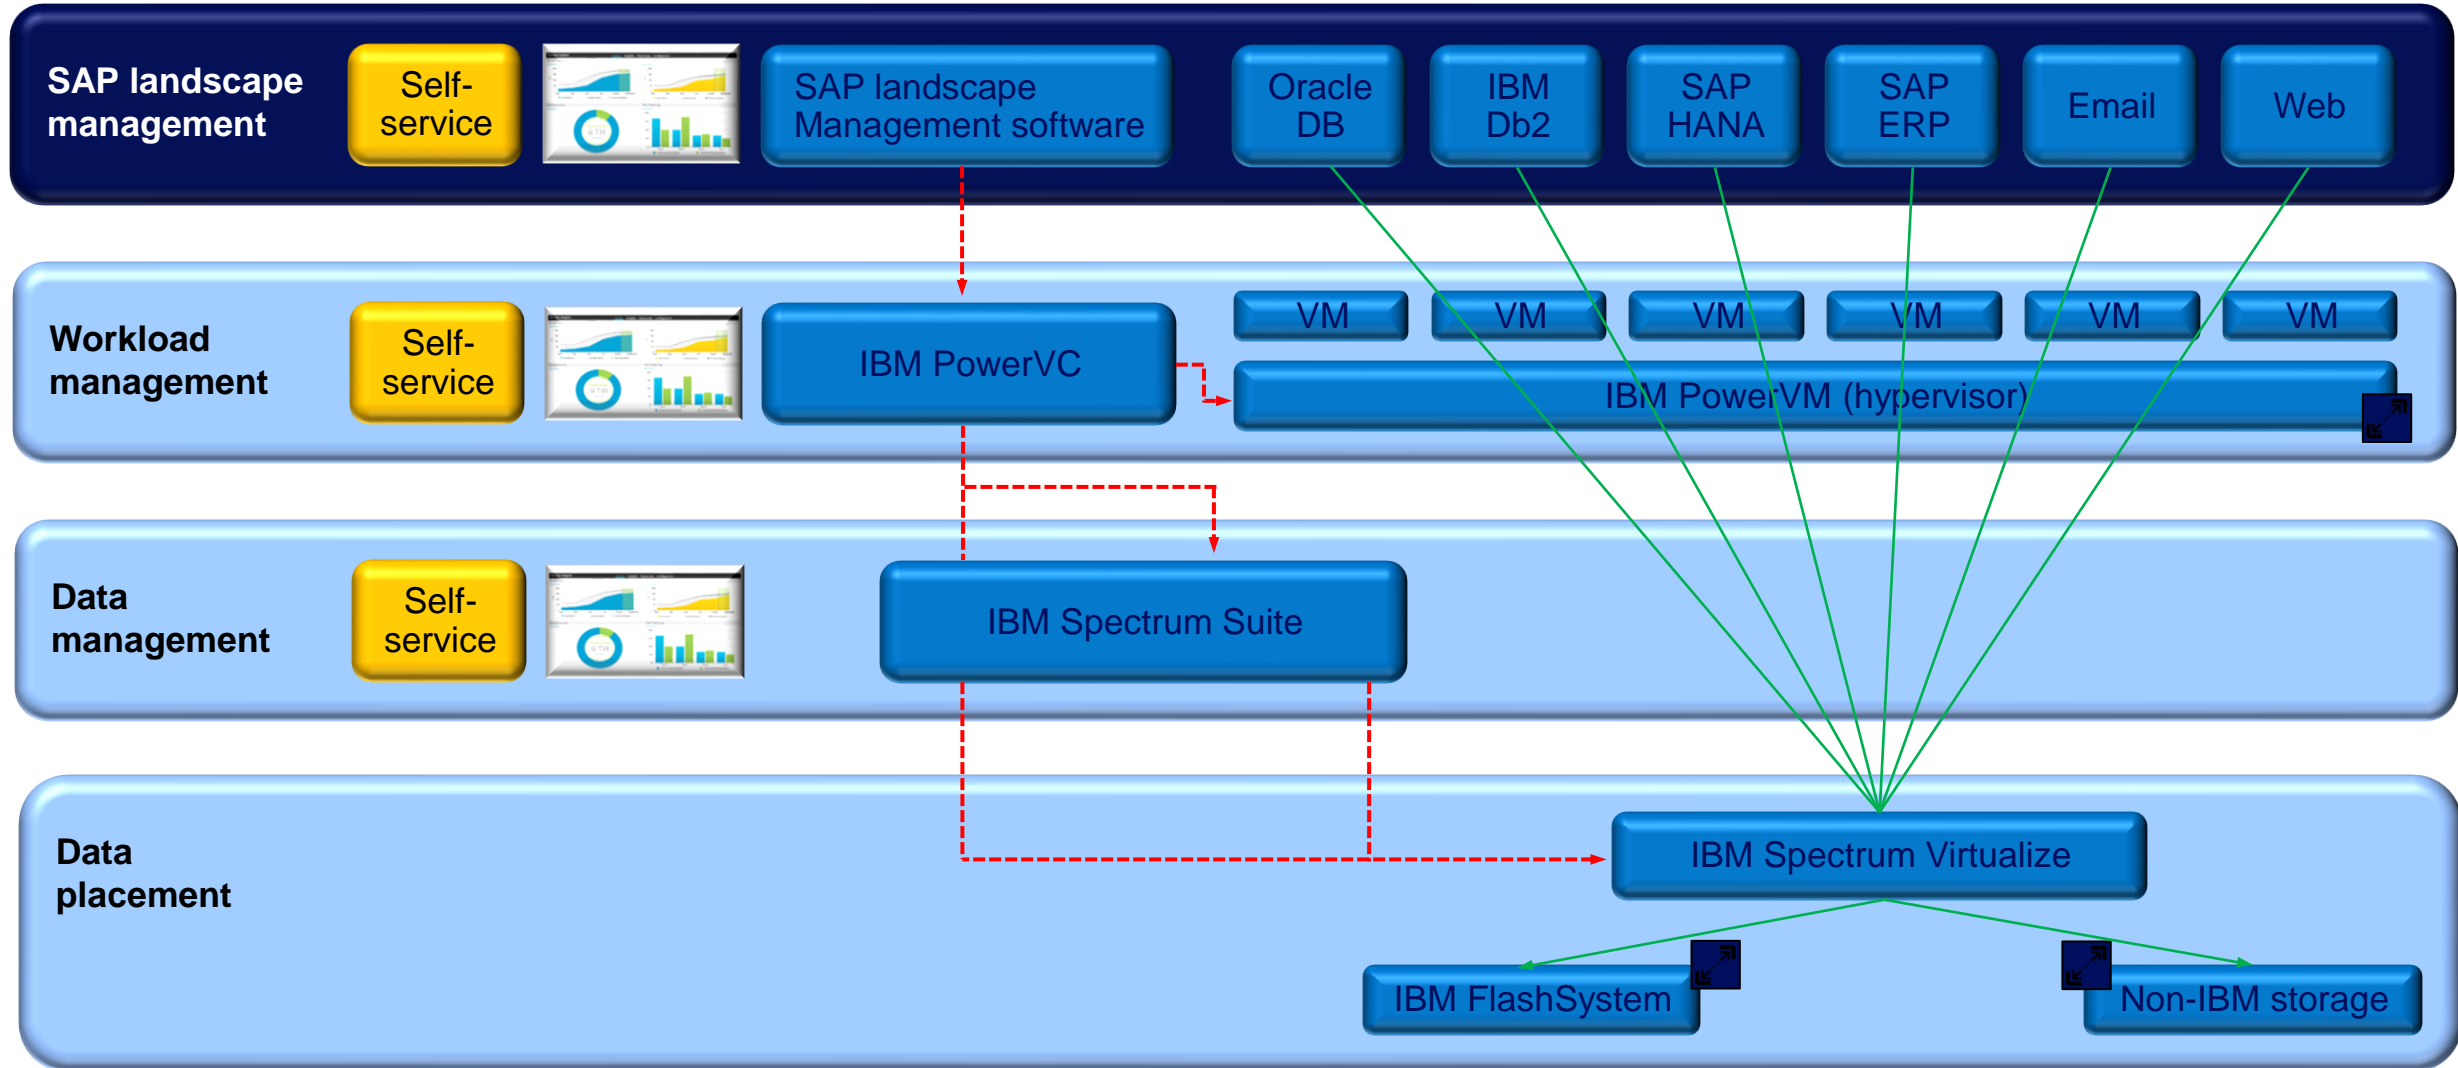 SAP landscape
management
Self-
service
SAP landscape
Management software
Oracle
DB
IBM
Db2
SAP
HANA
SAP
ERP
Email
Web
Workload
management
Self-
service
IBM PowerVC
VM
VM
VM
VM
VM
VM
IBM PowerVM (hypervisor)
Data
management
Self-
service
IBM Spectrum Suite
Data
placement
IBM Spectrum Virtualize
IBM FlashSystem
Non-IBM storage